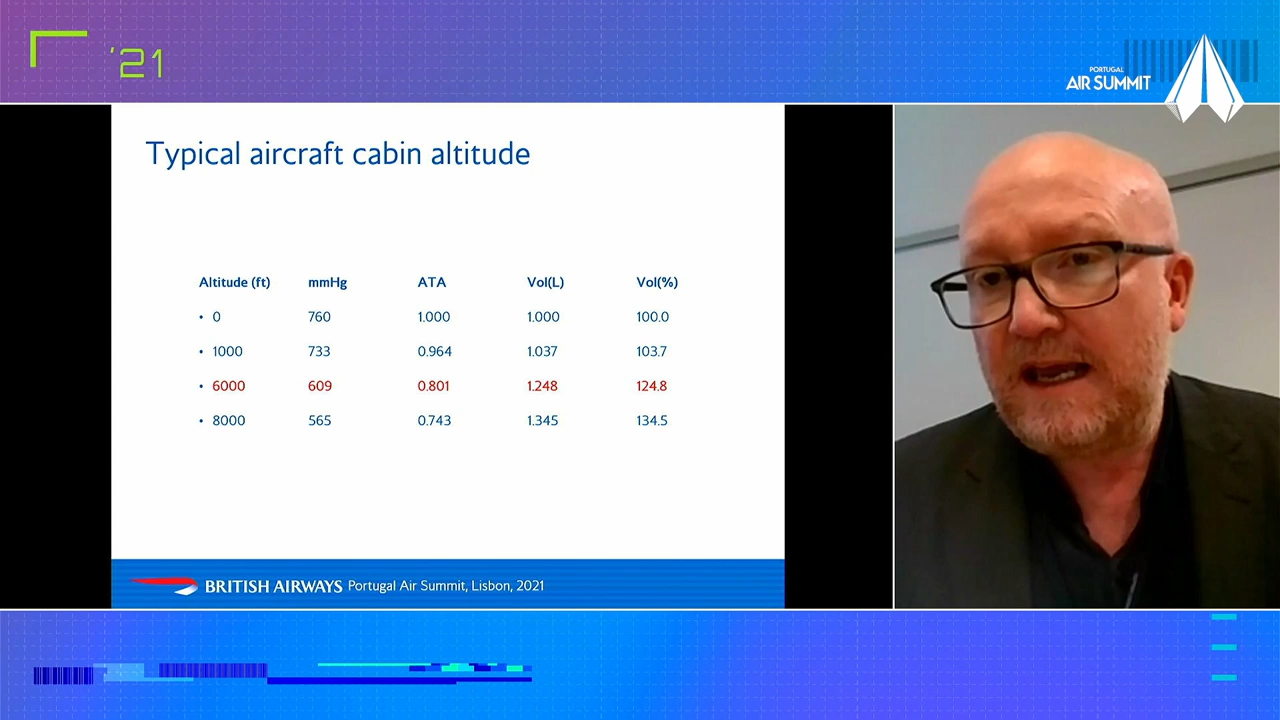 '21
PORTUGAL
AIR SUMMIT
Typical aircraft cabin altitude
Altitude (ft) mmHg ATA Vol(L) Vol(%)
• 0 760 1.000 1.000 100.0
• 1000 733 0.964 1.037 103.7
• 6000 609 0.801 1.248 124.8
• 8000 565 0.743 1.345 134.5
BRITISH AIRWAYS Portugal Air Summit, Lisbon, 2021